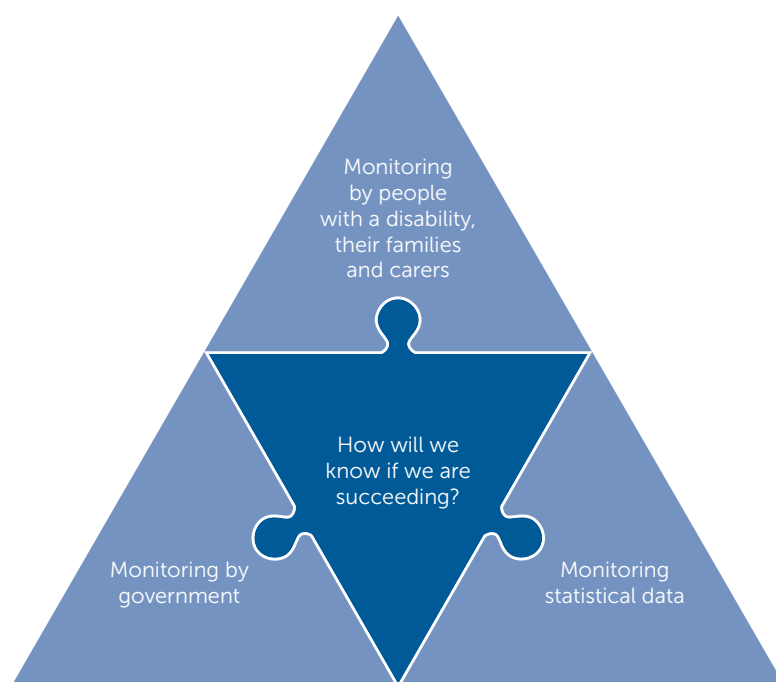 Monitoring
by people
with a disability,
their families
and carers
How will we
know if we are
succeeding?
Monitoring by
government
Monitoring
statistical data